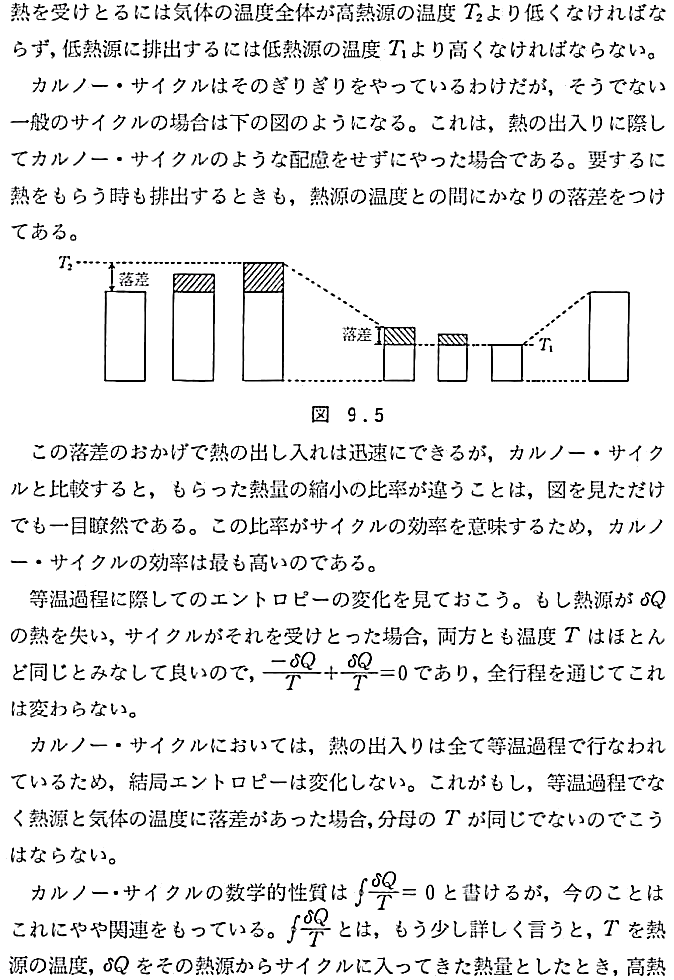 熱を受けとるには気体の温度全体が高熱源の温度 T₂より低くなければな
らず, 低熱源に排出するには低熱源の温度 T₁より高くなければならない。
カルノー・サイクルはそのぎりぎりをやっているわけだが, そうでない
一般のサイクルの場合は下の図のようになる。これは, 熱の出入りに際し
てカルノー・サイクルのような配慮をせずにやった場合である。要するに
熱をもらう時も排出するときも, 熱源の温度との間にかなりの落差をつけ
てある。
T₂
落差
落差
T₁
図 9.5
この落差のおかげで熱の出し入れは迅速にできるが, カルノー・サイク
ルと比較すると, もらった熱量の縮小の比率が違うことは, 図を見ただけ
でも一目瞭然である。この比率がサイクルの効率を意味するため, カルノ
ー・サイクルの効率は最も高いのである。
等温過程に際してのエントロピーの変化を見ておこう。もし熱源が δQ
の熱を失い, サイクルがそれを受けとった場合, 両方とも温度 T はほとん
ど同じとみなして良いので, -δQ/T + δQ/T = 0 であり, 全行程を通じてこれ
は変わらない。
カルノー・サイクルにおいては, 熱の出入りは全て等温過程で行なわれ
ているため, 結局エントロピーは変化しない。これがもし, 等温過程でな
く熱源と気体の温度に落差があった場合, 分母の T が同じでないのでこう
はならない。
カルノー・サイクルの数学的性質は ∮δQ/T = 0 と書けるが, 今のことは
これにやや関連をもっている。∮δQ/T とは, もう少し詳しく言うと, T を熱
源の温度, δQ をその熱源からサイクルに入ってきた熱量としたとき, 高熱